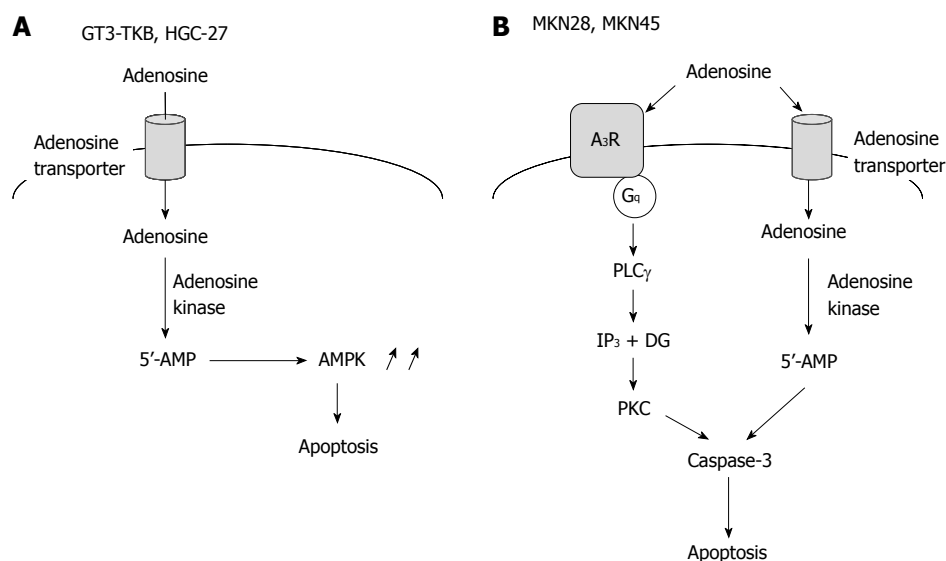 A
GT3-TKB, HGC-27
Adenosine
Adenosine
transporter
Adenosine
Adenosine
kinase
5′-AMP
AMPK
Apoptosis
B
MKN28, MKN45
Adenosine
A₃R
Gq
Adenosine
transporter
PLCγ
Adenosine
Adenosine
kinase
IP₃ + DG
5′-AMP
PKC
Caspase-3
Apoptosis